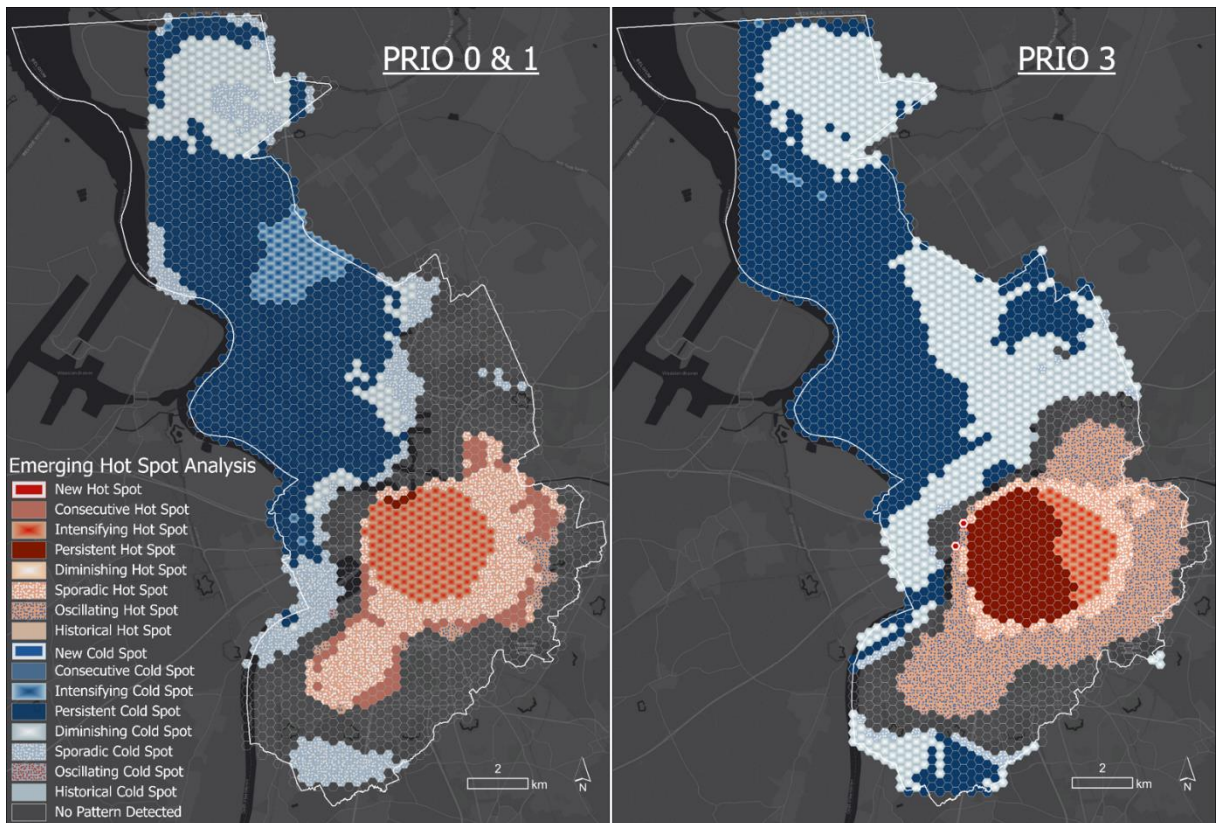 PRIO 0 & 1
PRIO 3
Emerging Hot Spot Analysis
New Hot Spot
Consecutive Hot Spot
Intensifying Hot Spot
Persistent Hot Spot
Diminishing Hot Spot
Sporadic Hot Spot
Oscillating Hot Spot
Historical Hot Spot
New Cold Spot
Consecutive Cold Spot
Intensifying Cold Spot
Persistent Cold Spot
Diminishing Cold Spot
Sporadic Cold Spot
Oscillating Cold Spot
Historical Cold Spot
No Pattern Detected
2
km
N
2
km
N